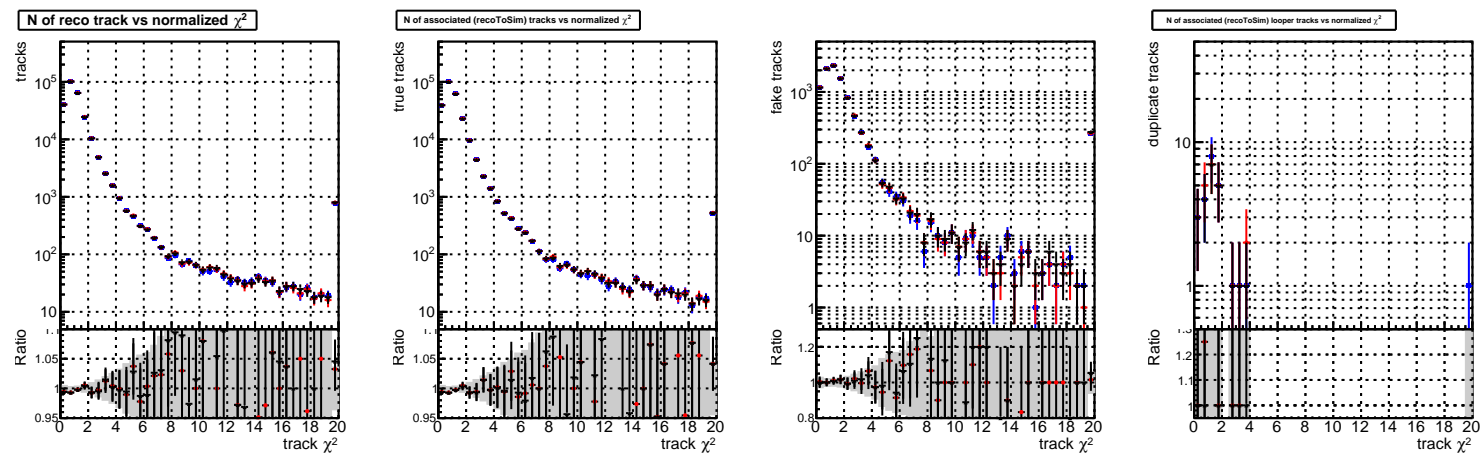 N of reco track vs normalized χ²
tracks
10⁵
10⁴
10³
10²
10
Ratio
1.1
1.05
1
0.95
0 2 4 6 8 10 12 14 16 18 20
track χ²
N of associated (recoToSim) tracks vs normalized χ²
true tracks
10⁵
10⁴
10³
10²
10
Ratio
1.1
1.05
1
0.95
0 2 4 6 8 10 12 14 16 18 20
track χ²
fake tracks
10³
10²
10
1
Ratio
1.2
1
0.8
0 2 4 6 8 10 12 14 16 18 20
track χ²
N of associated (recoToSim) looper tracks vs normalized χ²
duplicate tracks
10
1
Ratio
1.3
1.2
1.1
1
0 2 4 6 8 10 12 14 16 18 20
track χ²